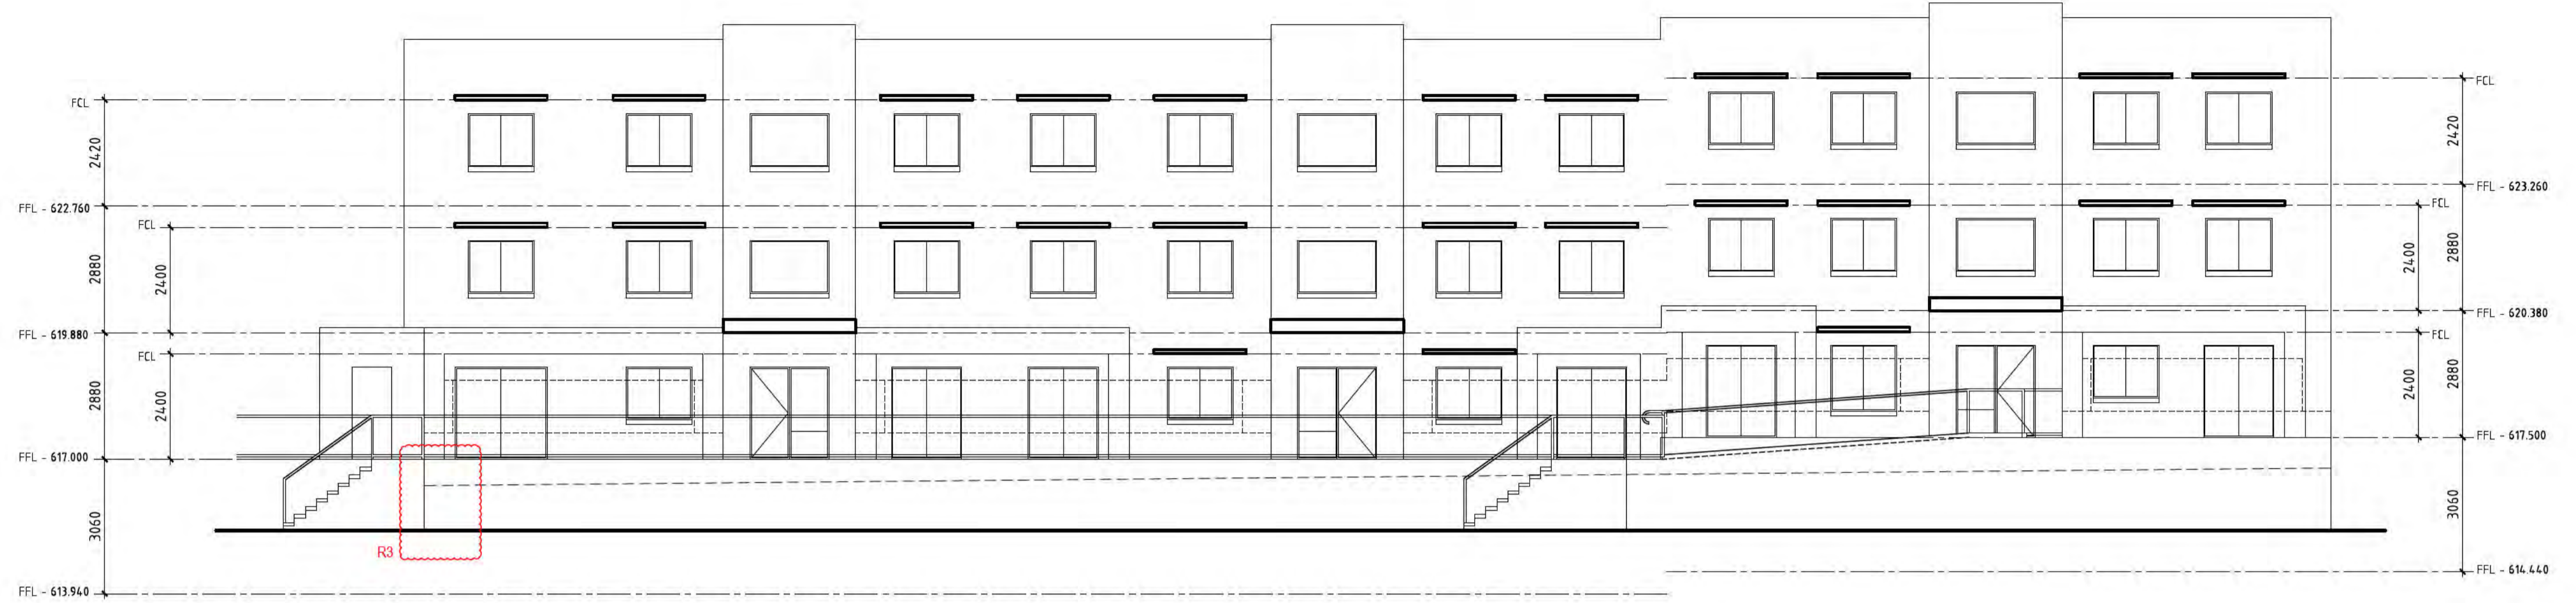 FCL
2420
FFL - 622.760
FCL
2880
2400
FFL - 619.880
FCL
2880
2400
FFL - 617.000
3060
R3
FFL - 613.940
FCL
2420
FFL - 623.260
FCL
2400
2880
FFL - 620.380
FCL
2400
2880
FFL - 617.500
3060
FFL - 614.440